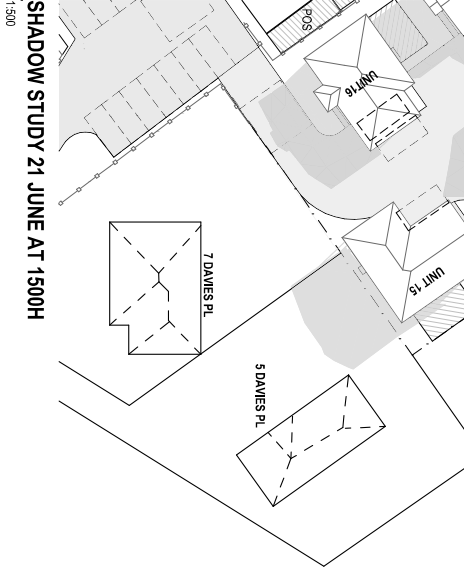 SHADOW STUDY 21 JUNE AT 1500H
1:500
POS
UNIT 16
UNIT 15
7 DAVIES PL
5 DAVIES PL